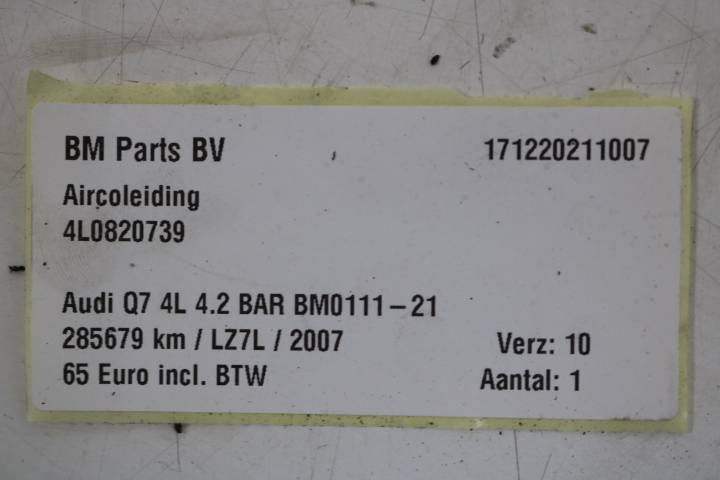 BM Parts BV 171220211007
Aircoleiding
4L0820739
Audi Q7 4L 4.2 BAR BM0111-21
285679 km / LZ7L / 2007 Verz: 10
65 Euro incl. BTW Aantal: 1